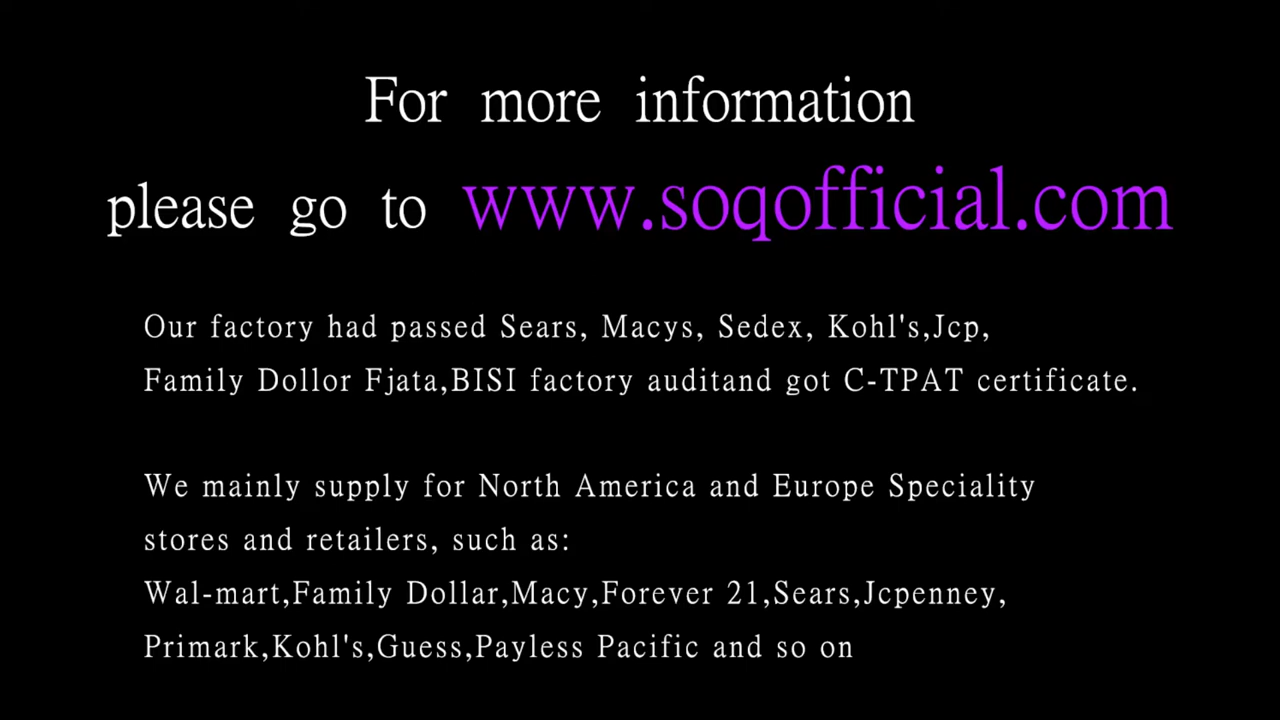 For more information
please go to www.soqofficial.com
Our factory had passed Sears, Macys, Sedex, Kohl's,Jcp,
Family Dollor Fjata,BISI factory auditand got C-TPAT certificate.
We mainly supply for North America and Europe Speciality
stores and retailers, such as:
Wal-mart,Family Dollar,Macy,Forever 21,Sears,Jcpenney,
Primark,Kohl's,Guess,Payless Pacific and so on